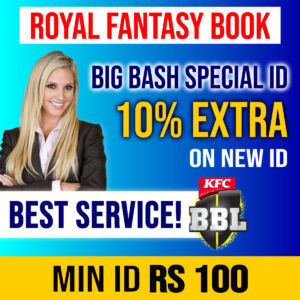 ROYAL FANTASY BOOK
BIG BASH SPECIAL ID
10% EXTRA
ON NEW ID
KFC
BEST SERVICE!
BBL
MIN ID RS 100